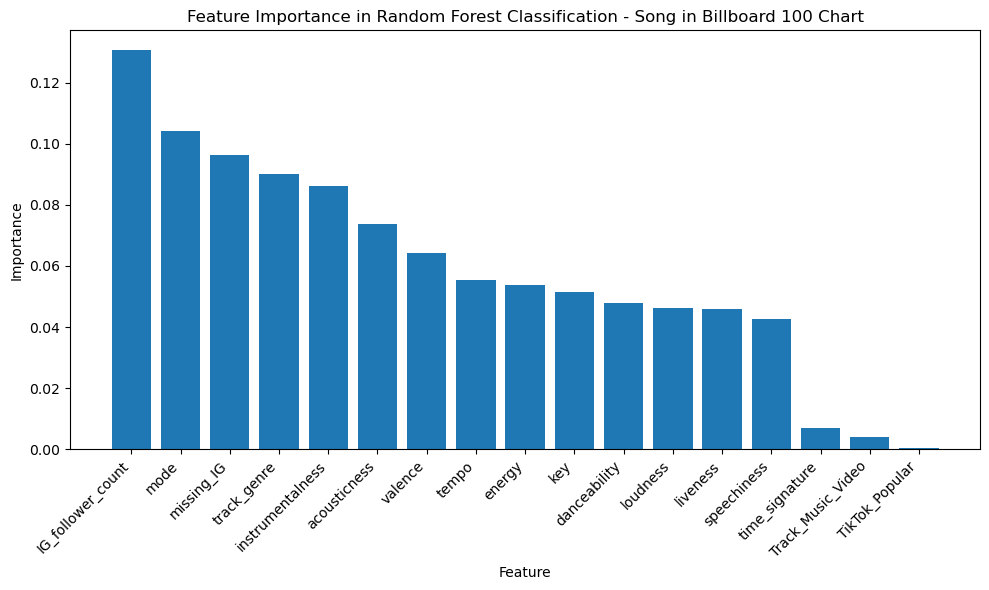 Feature Importance in Random Forest Classification - Song in Billboard 100 Chart
Importance
0.12
0.10
0.08
0.06
0.04
0.02
0.00
IG_follower_count
mode
missing_IG
track_genre
instrumentalness
acousticness
valence
tempo
energy
key
danceability
loudness
liveness
speechiness
time_signature
Track_Music_Video
TikTok_Popular
Feature